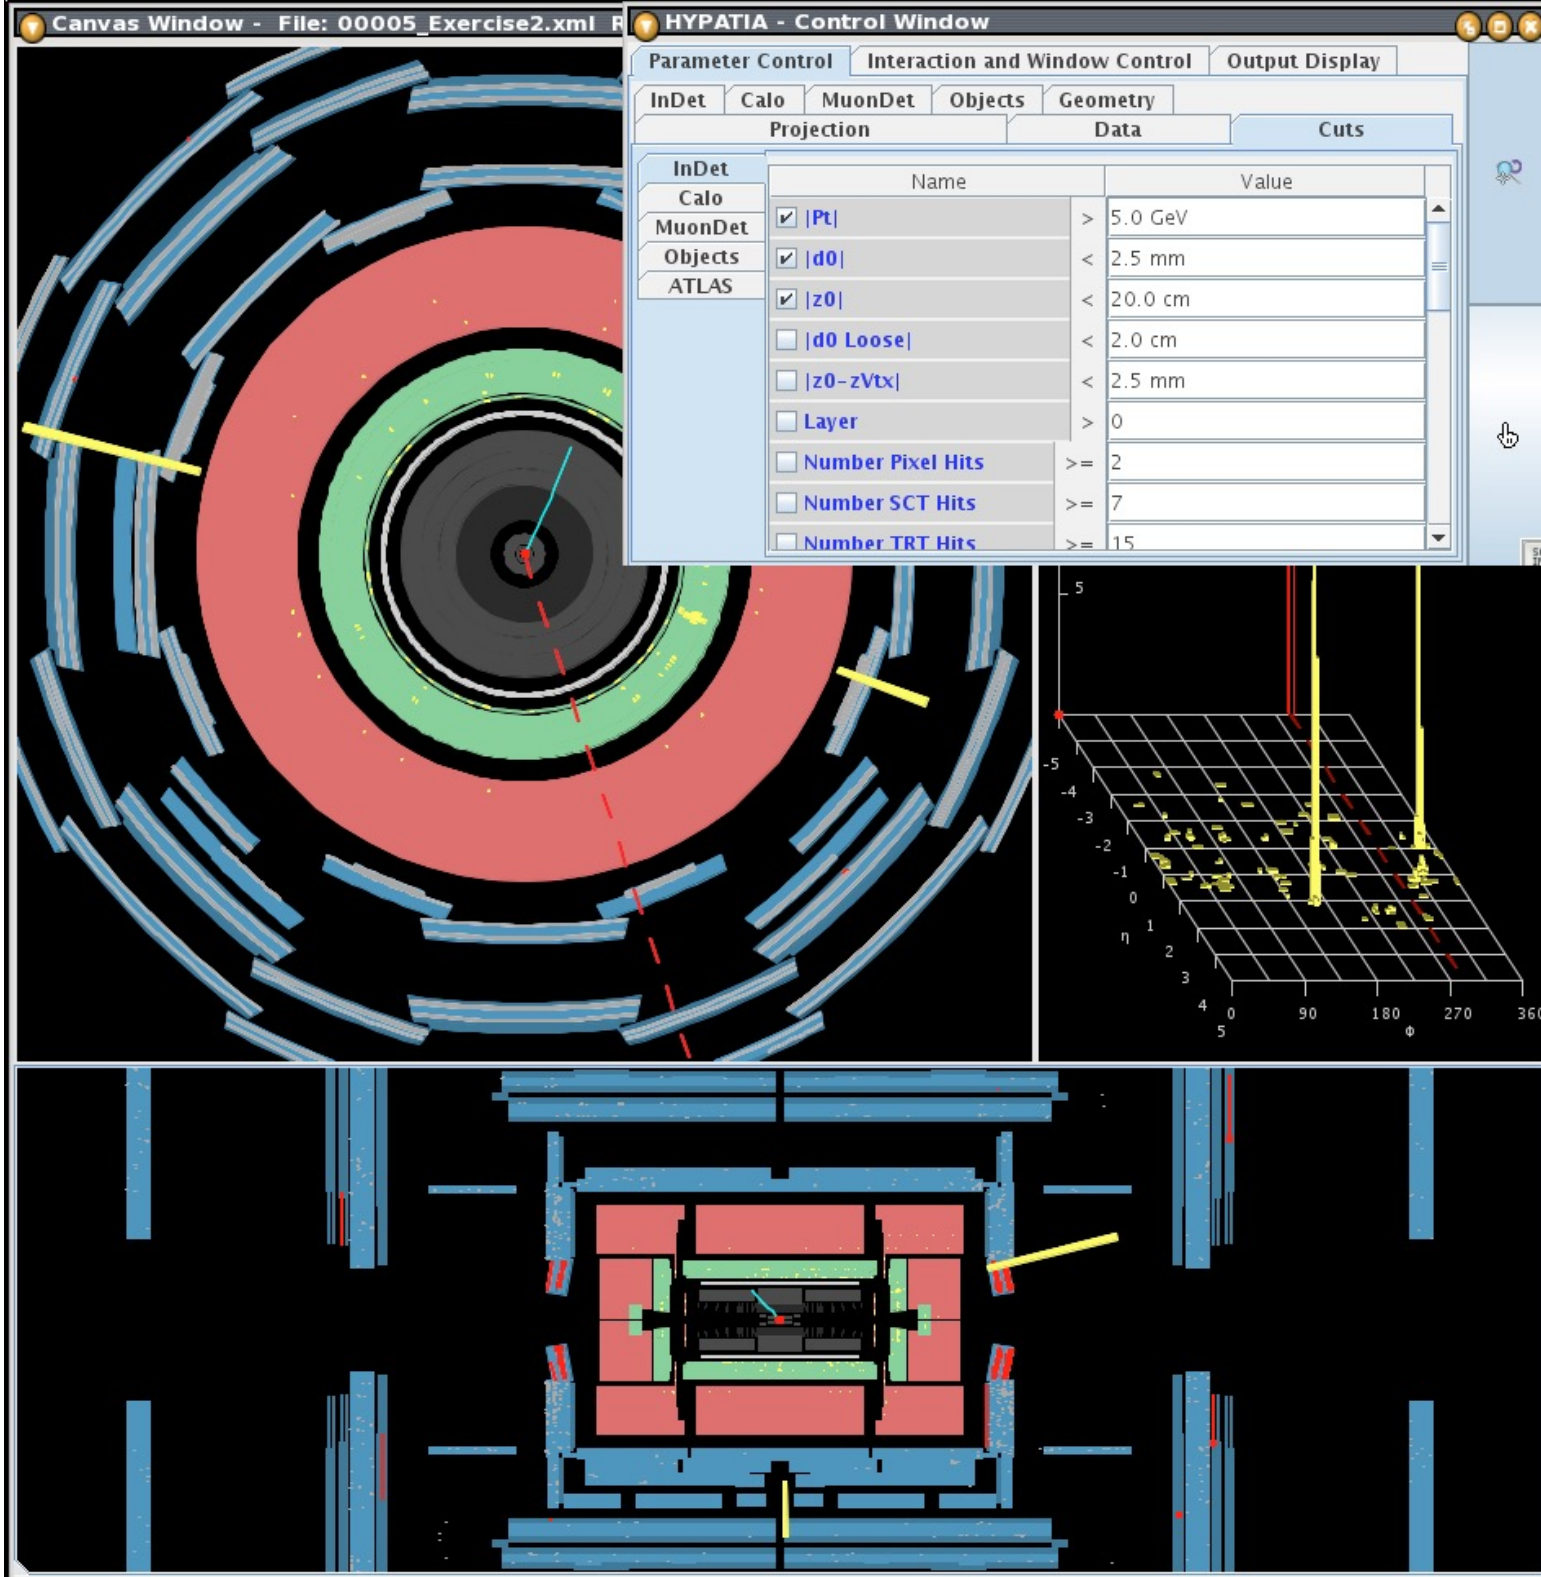 Canvas Window - File: 00005_Exercise2.xml
HYPATIA - Control Window
Parameter Control Interaction and Window Control Output Display
InDet Calo MuonDet Objects Geometry
Projection Data Cuts
InDet
Calo
MuonDet
Objects
ATLAS
Name Value
|Pt| > 5.0 GeV
|d0| < 2.5 mm
|z0| < 20.0 cm
|d0 Loose| < 2.0 cm
|z0-zVtx| < 2.5 mm
Layer > 0
Number Pixel Hits >= 2
Number SCT Hits >= 7
Number TRT Hits >= 15
5
-5
-4
-3
-2
-1
0
η 1
2
3
4
5
0 90 180 270 360
Φ